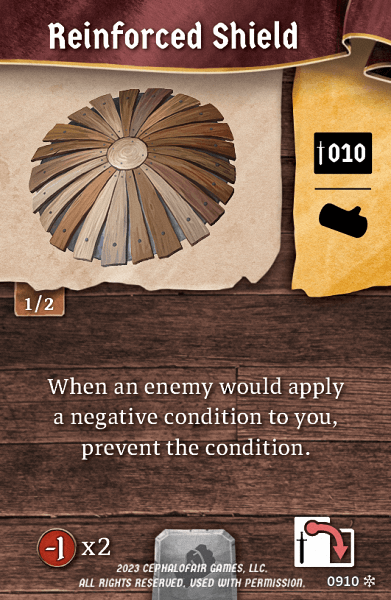 Reinforced Shield
010
1/2
When an enemy would apply
a negative condition to you,
prevent the condition.
-1 x2
2023 CEPHALOFAIR GAMES, LLC.
ALL RIGHTS RESERVED. USED WITH PERMISSION.
0910